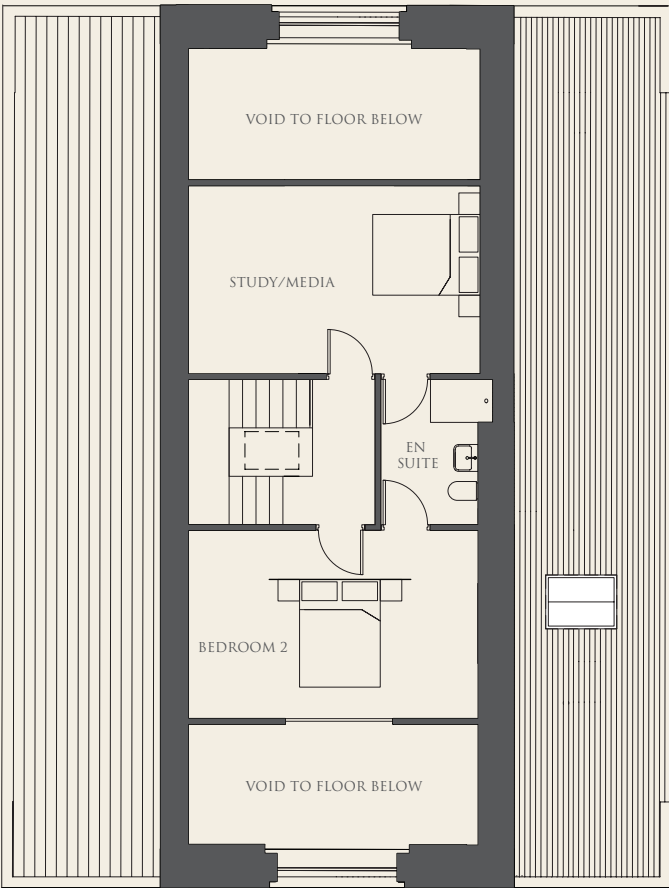 VOID TO FLOOR BELOW
STUDY/MEDIA
EN
SUITE
BEDROOM 2
VOID TO FLOOR BELOW